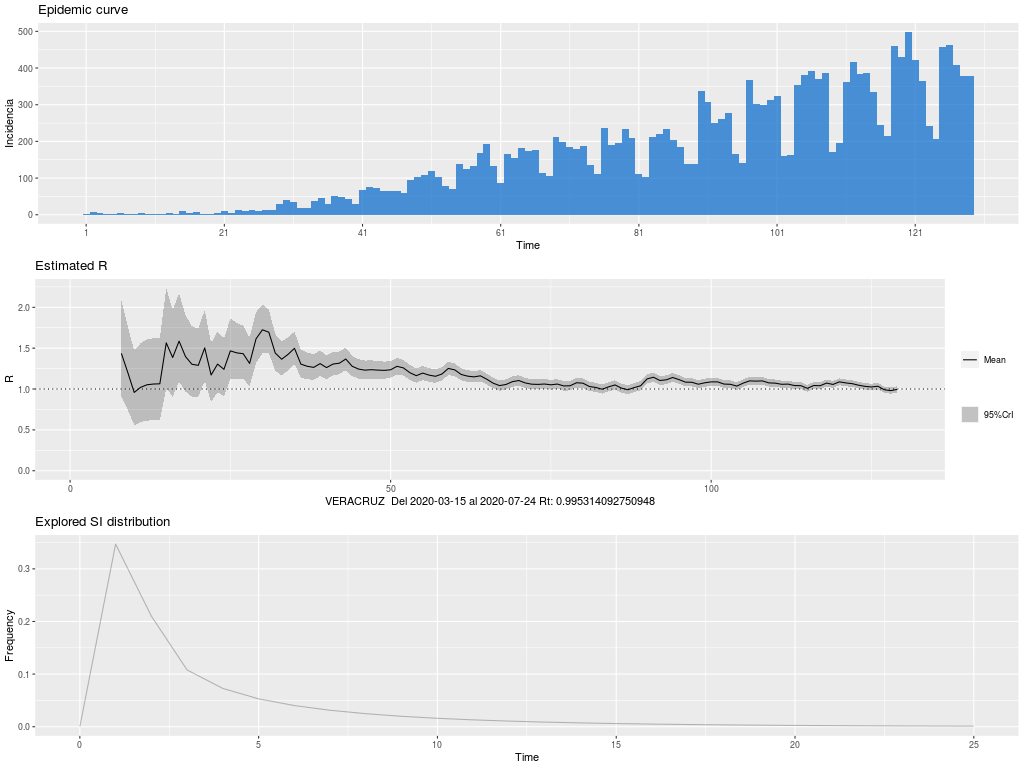 Epidemic curve
500
400
300
200
100
0
Incidencia
1 21 41 61 81 101 121
Time
Estimated R
2.0
1.5
1.0
0.5
0.0
R
Mean
95%CrI
0 50 100
VERACRUZ Del 2020-03-15 al 2020-07-24 Rt: 0.995314092750948
Explored SI distribution
0.3
0.2
0.1
0.0
Frequency
0 5 10 15 20 25
Time